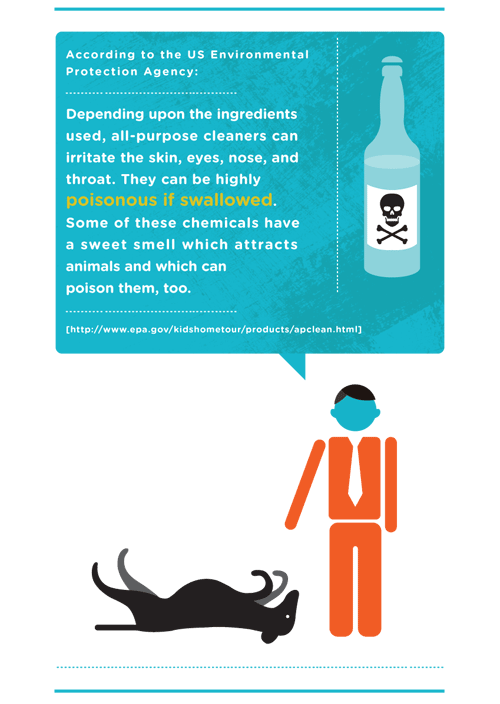 According to the US Environmental
Protection Agency:
Depending upon the ingredients
used, all-purpose cleaners can
irritate the skin, eyes, nose, and
throat. They can be highly
poisonous if swallowed.
Some of these chemicals have
a sweet smell which attracts
animals and which can
poison them, too.
[http://www.epa.gov/kidshometour/products/apclean.html]